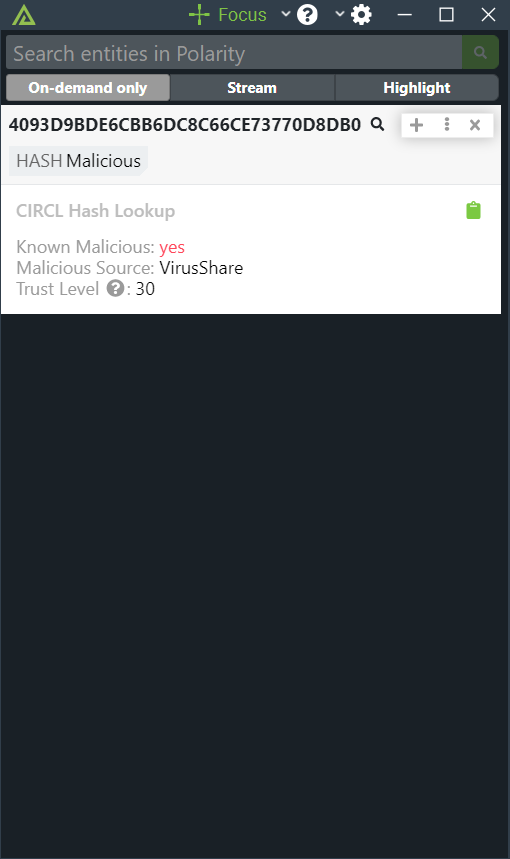 Focus
Search entities in Polarity
On-demand only Stream Highlight
4093D9BDE6CBB6DC8C66CE73770D8DB0
HASH Malicious
CIRCL Hash Lookup
Known Malicious: yes
Malicious Source: VirusShare
Trust Level ?: 30